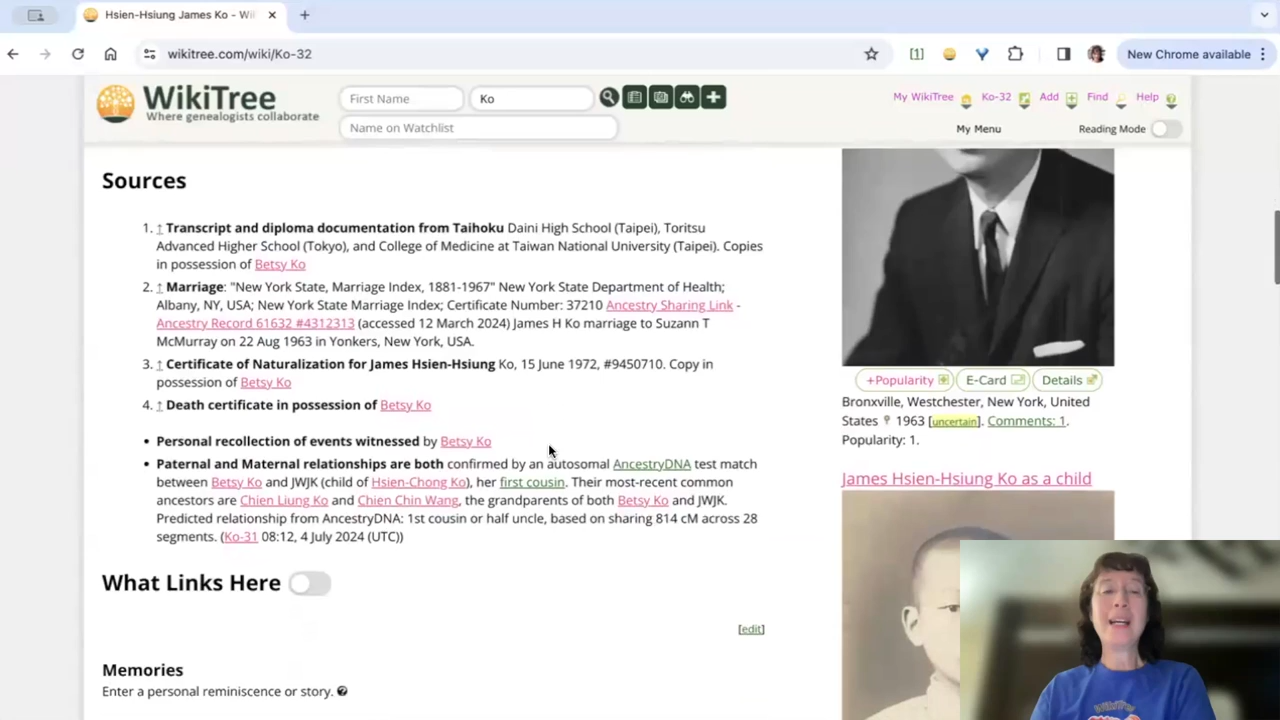 Hsien-Hsiung James Ko - Wi
wikitree.com/wiki/Ko-32
[1]
New Chrome available
WikiTree
Where genealogists collaborate
First Name
Ko
Name on Watchlist
My WikiTree
Ko-32
Add
Find
Help
My Menu
Reading Mode
Sources
1. ↑ Transcript and diploma documentation from Taihoku Daini High School (Taipei), Toritsu
Advanced Higher School (Tokyo), and College of Medicine at Taiwan National University (Taipei). Copies
in possession of Betsy Ko
2. ↑ Marriage: "New York State, Marriage Index, 1881-1967" New York State Department of Health;
Albany, NY, USA; New York State Marriage Index; Certificate Number: 37210 Ancestry Sharing Link -
Ancestry Record 61632 #4312313 (accessed 12 March 2024) James H Ko marriage to Suzann T
McMurray on 22 Aug 1963 in Yonkers, New York, USA.
3. ↑ Certificate of Naturalization for James Hsien-Hsiung Ko, 15 June 1972, #9450710. Copy in
possession of Betsy Ko
4. ↑ Death certificate in possession of Betsy Ko
• Personal recollection of events witnessed by Betsy Ko
• Paternal and Maternal relationships are both confirmed by an autosomal AncestryDNA test match
between Betsy Ko and JWJK (child of Hsien-Chong Ko), her first cousin. Their most-recent common
ancestors are Chien Liung Ko and Chien Chin Wang, the grandparents of both Betsy Ko and JWJK.
Predicted relationship from AncestryDNA: 1st cousin or half uncle, based on sharing 814 cM across 28
segments. (Ko-31 08:12, 4 July 2024 (UTC))
What Links Here
[edit]
Memories
Enter a personal reminiscence or story.
+Popularity
E-Card
Details
Bronxville, Westchester, New York, United
States 1963 [uncertain]. Comments: 1.
Popularity: 1.
James Hsien-Hsiung Ko as a child
WikiTree